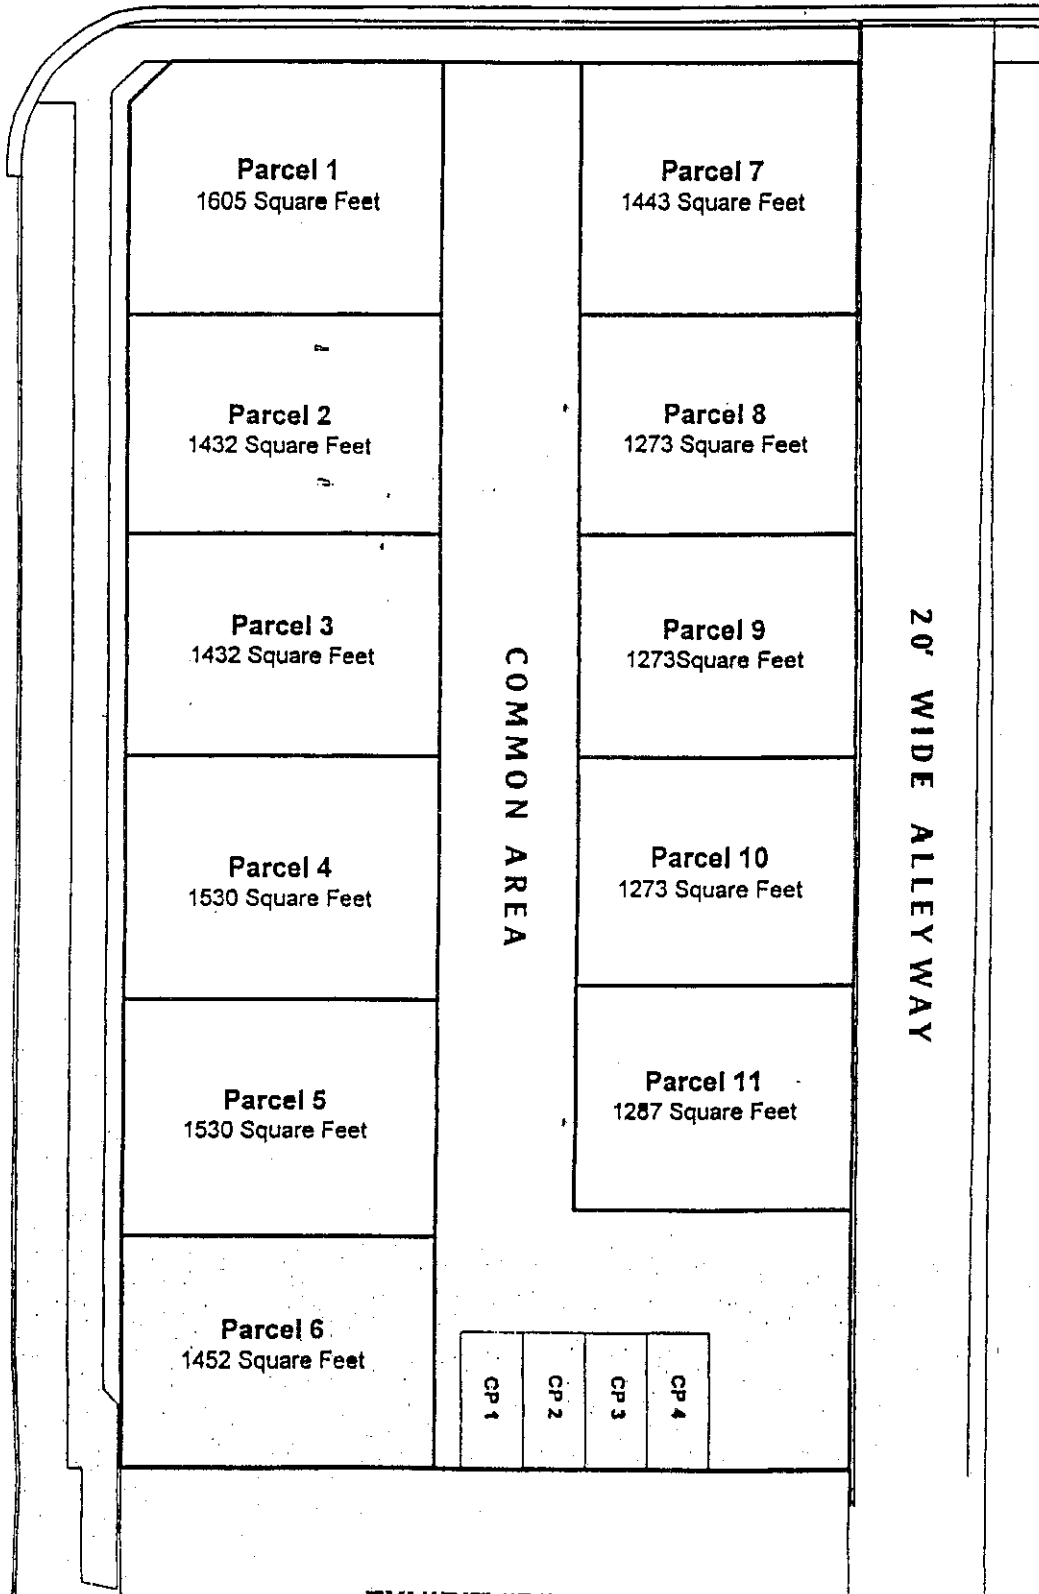 Parcel 1
1605 Square Feet
Parcel 2
1432 Square Feet
Parcel 3
1432 Square Feet
Parcel 4
1530 Square Feet
Parcel 5
1530 Square Feet
Parcel 6
1452 Square Feet
COMMON AREA
CP 1
CP 2
CP 3
CP 4
Parcel 7
1443 Square Feet
Parcel 8
1273 Square Feet
Parcel 9
1273Square Feet
Parcel 10
1273 Square Feet
Parcel 11
1287 Square Feet
20' WIDE ALLEYWAY